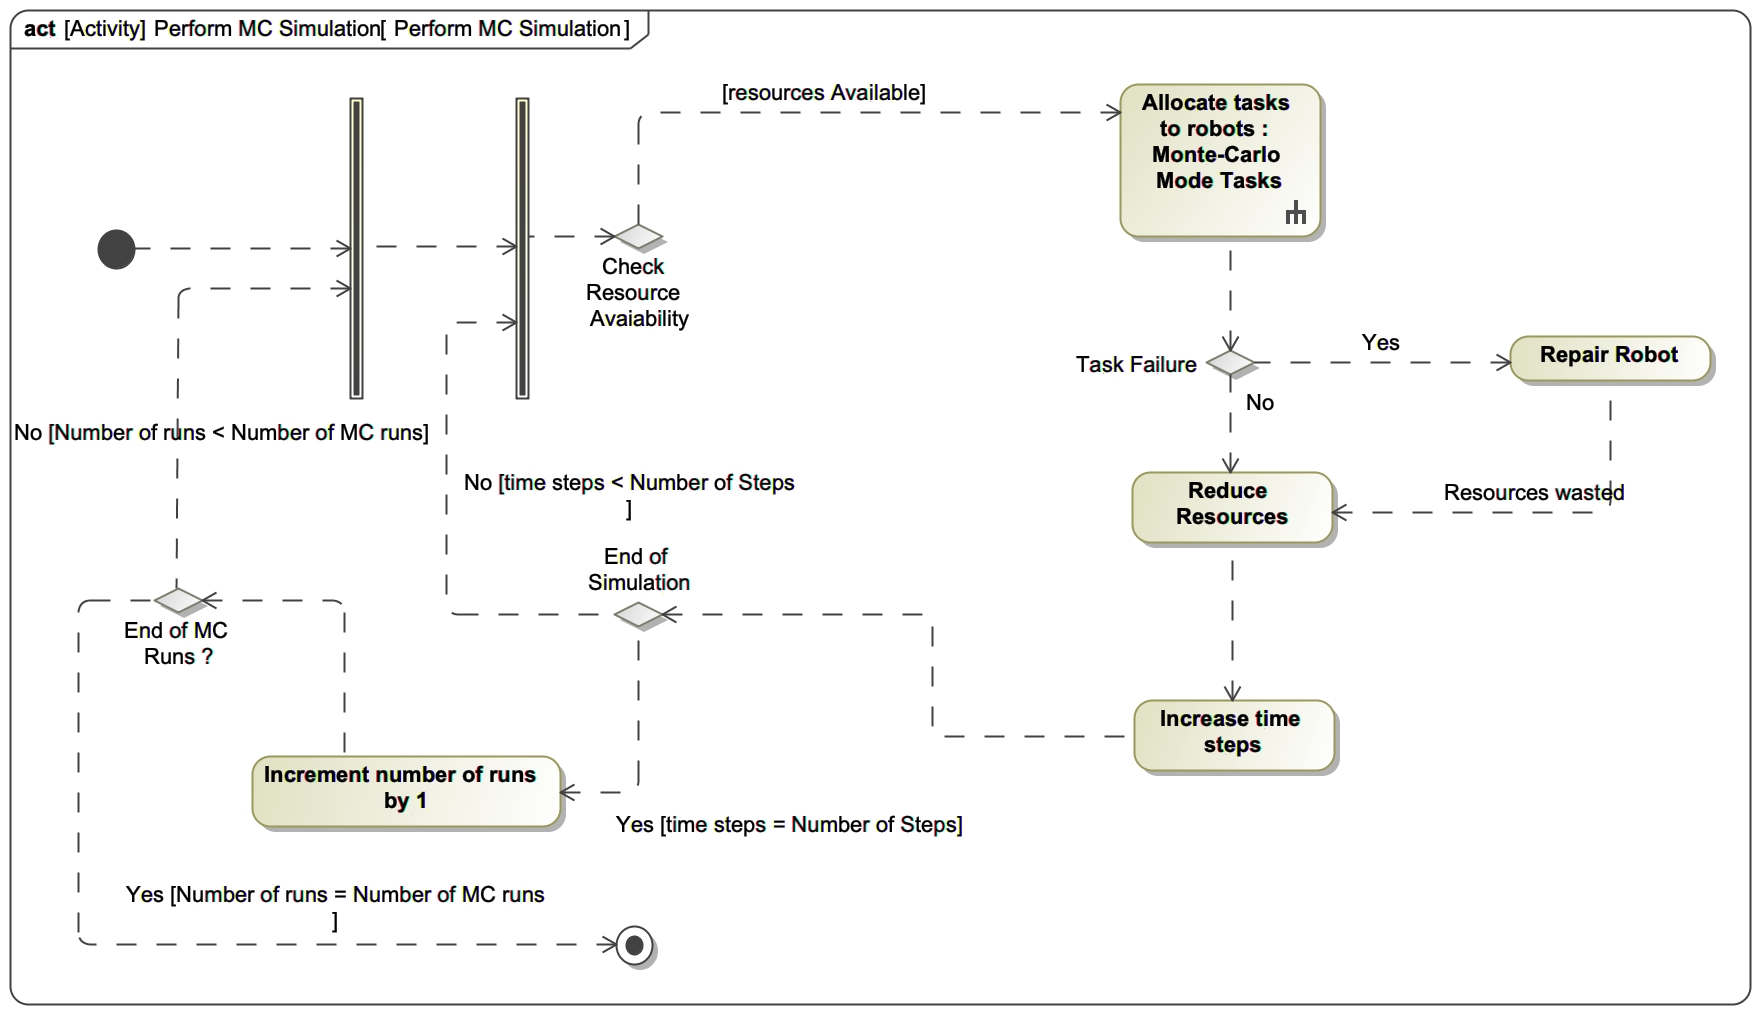 act [Activity] Perform MC Simulation[ Perform MC Simulation]
[resources Available]
Allocate tasks
to robots :
Monte-Carlo
Mode Tasks
Check
Resource
Avaiability
Task Failure
Yes
Repair Robot
No
No [Number of runs < Number of MC runs]
No [time steps < Number of Steps
]
Reduce
Resources
Resources wasted
End of
Simulation
End of MC
Runs ?
Increase time
steps
Increment number of runs
by 1
Yes [time steps = Number of Steps]
Yes [Number of runs = Number of MC runs
]